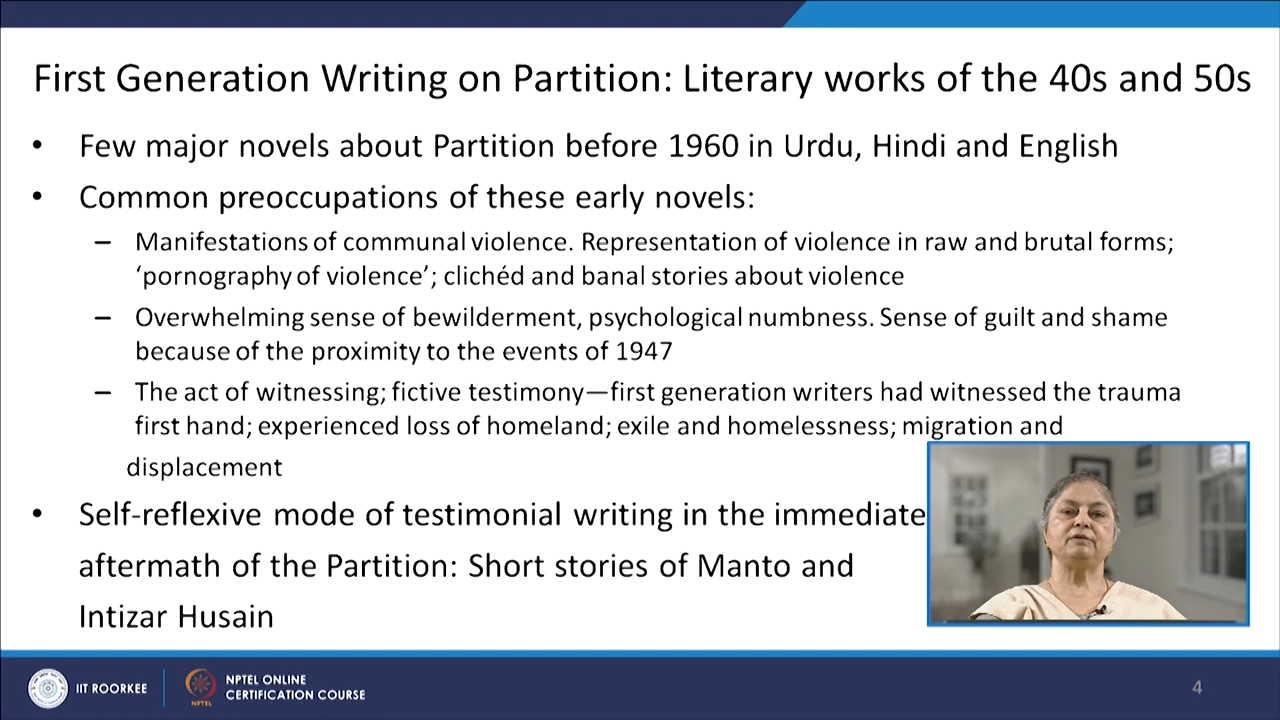 First Generation Writing on Partition: Literary works of the 40s and 50s
• Few major novels about Partition before 1960 in Urdu, Hindi and English
• Common preoccupations of these early novels:
– Manifestations of communal violence. Representation of violence in raw and brutal forms;
‘pornography of violence’; clichéd and banal stories about violence
– Overwhelming sense of bewilderment, psychological numbness. Sense of guilt and shame
because of the proximity to the events of 1947
– The act of witnessing; fictive testimony—first generation writers had witnessed the trauma
first hand; experienced loss of homeland; exile and homelessness; migration and
displacement
• Self-reflexive mode of testimonial writing in the immediate
aftermath of the Partition: Short stories of Manto and
Intizar Husain
IIT ROORKEE
NPTEL
NPTEL ONLINE
CERTIFICATION COURSE
4